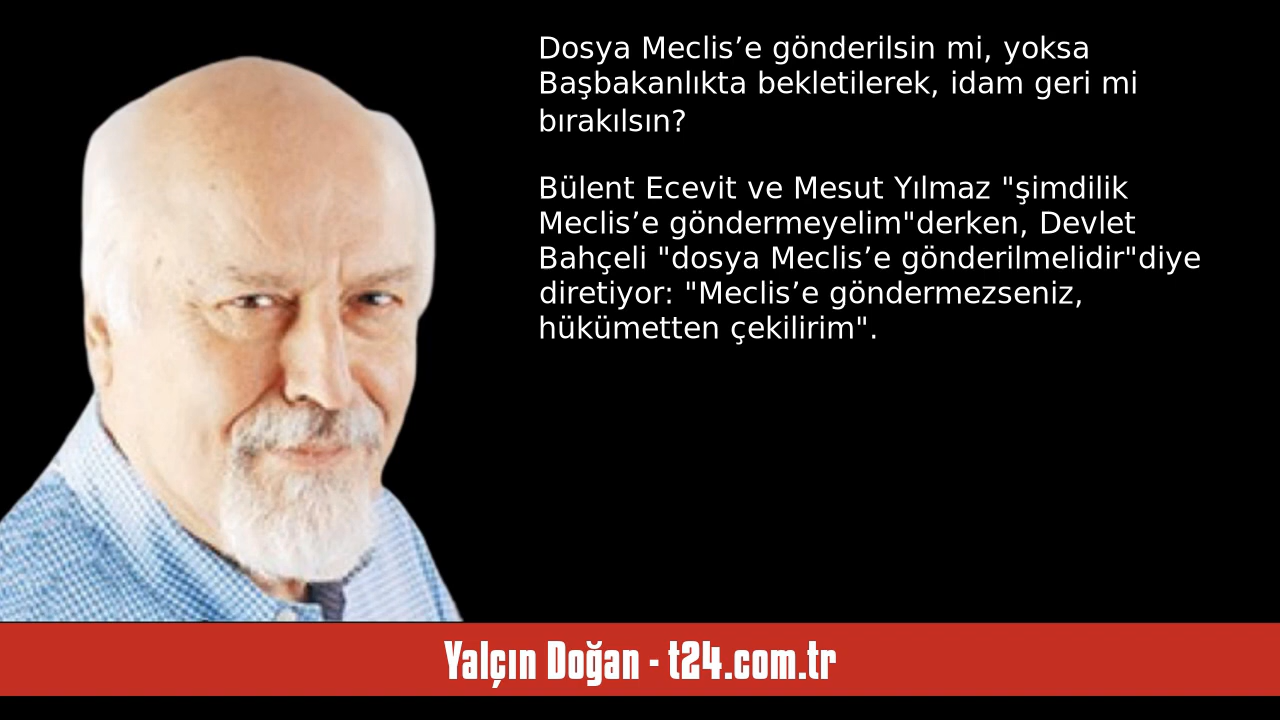 Dosya Meclis’e gönderilsin mi, yoksa
Başbakanlıkta bekletilerek, idam geri mi
bırakılsın?
Bülent Ecevit ve Mesut Yılmaz "şimdilik
Meclis’e göndermeyelim"derken, Devlet
Bahçeli "dosya Meclis’e gönderilmelidir"diye
diretiyor: "Meclis’e göndermezseniz,
hükümetten çekilirim".
Yalçın Doğan - t24.com.tr